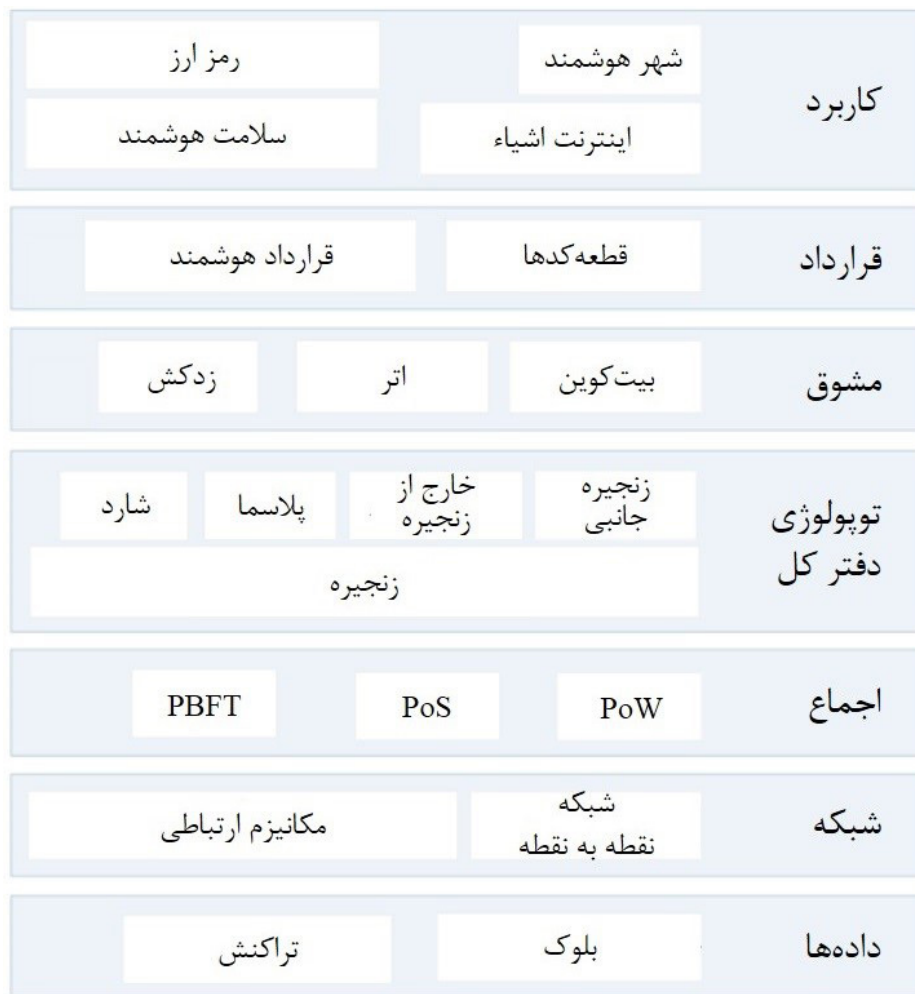 کاربرد
شهر هوشمند
رمز ارز
اینترنت اشیاء
سلامت هوشمند
قرارداد
قطعه‌کدها
قرارداد هوشمند
مشوق
بیت‌کوین
اتر
زدکش
توپولوژی
دفتر کل
زنجیره
جانبی
خارج از
زنجیره
پلاسما
شارد
زنجیره
اجماع
PoW
PoS
PBFT
شبکه
شبکه
نقطه به نقطه
مکانیزم ارتباطی
داده‌ها
بلوک
تراکنش